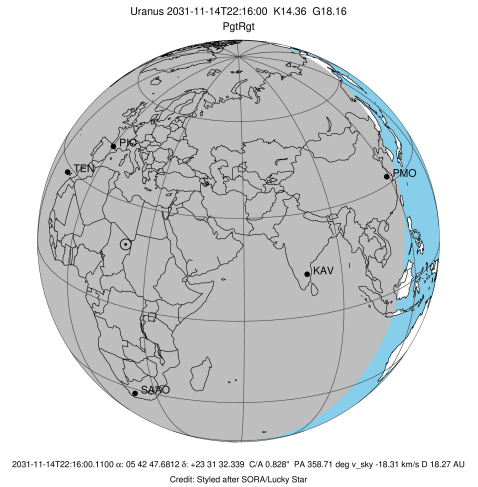 Uranus 2031-11-14T22:16:00 K14.36 G18.16
PgtRgt
PIC
TEN
PMO
KAV
SAAO
2031-11-14T22:16:00.1100 α: 05 42 47.6812 δ: +23 31 32.339 C/A 0.828" PA 358.71 deg v_sky -18.31 km/s D 18.27 AU
Credit: Styled after SORA/Lucky Star